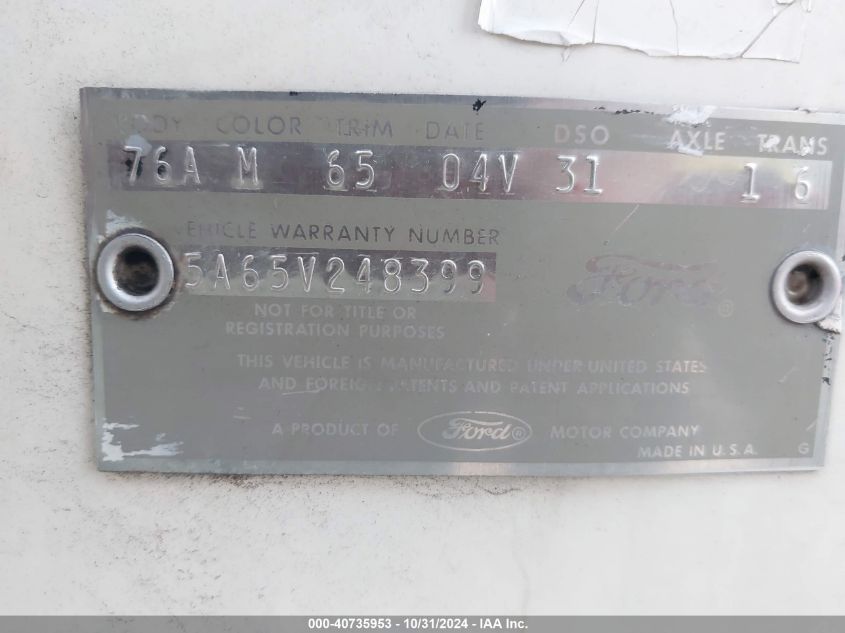 BODY COLOR TRIM DATE DSO AXLE TRANS
76A M 65 04V 31 1 6
VEHICLE WARRANTY NUMBER
5A65V248399
Ford ®
NOT FOR TITLE OR
REGISTRATION PURPOSES
THIS VEHICLE IS MANUFACTURED UNDER UNITED STATES
AND FOREIGN PATENTS AND PATENT APPLICATIONS
A PRODUCT OF Ford ® MOTOR COMPANY
MADE IN U.S.A. G
000-40735953 - 10/31/2024 - IAA Inc.